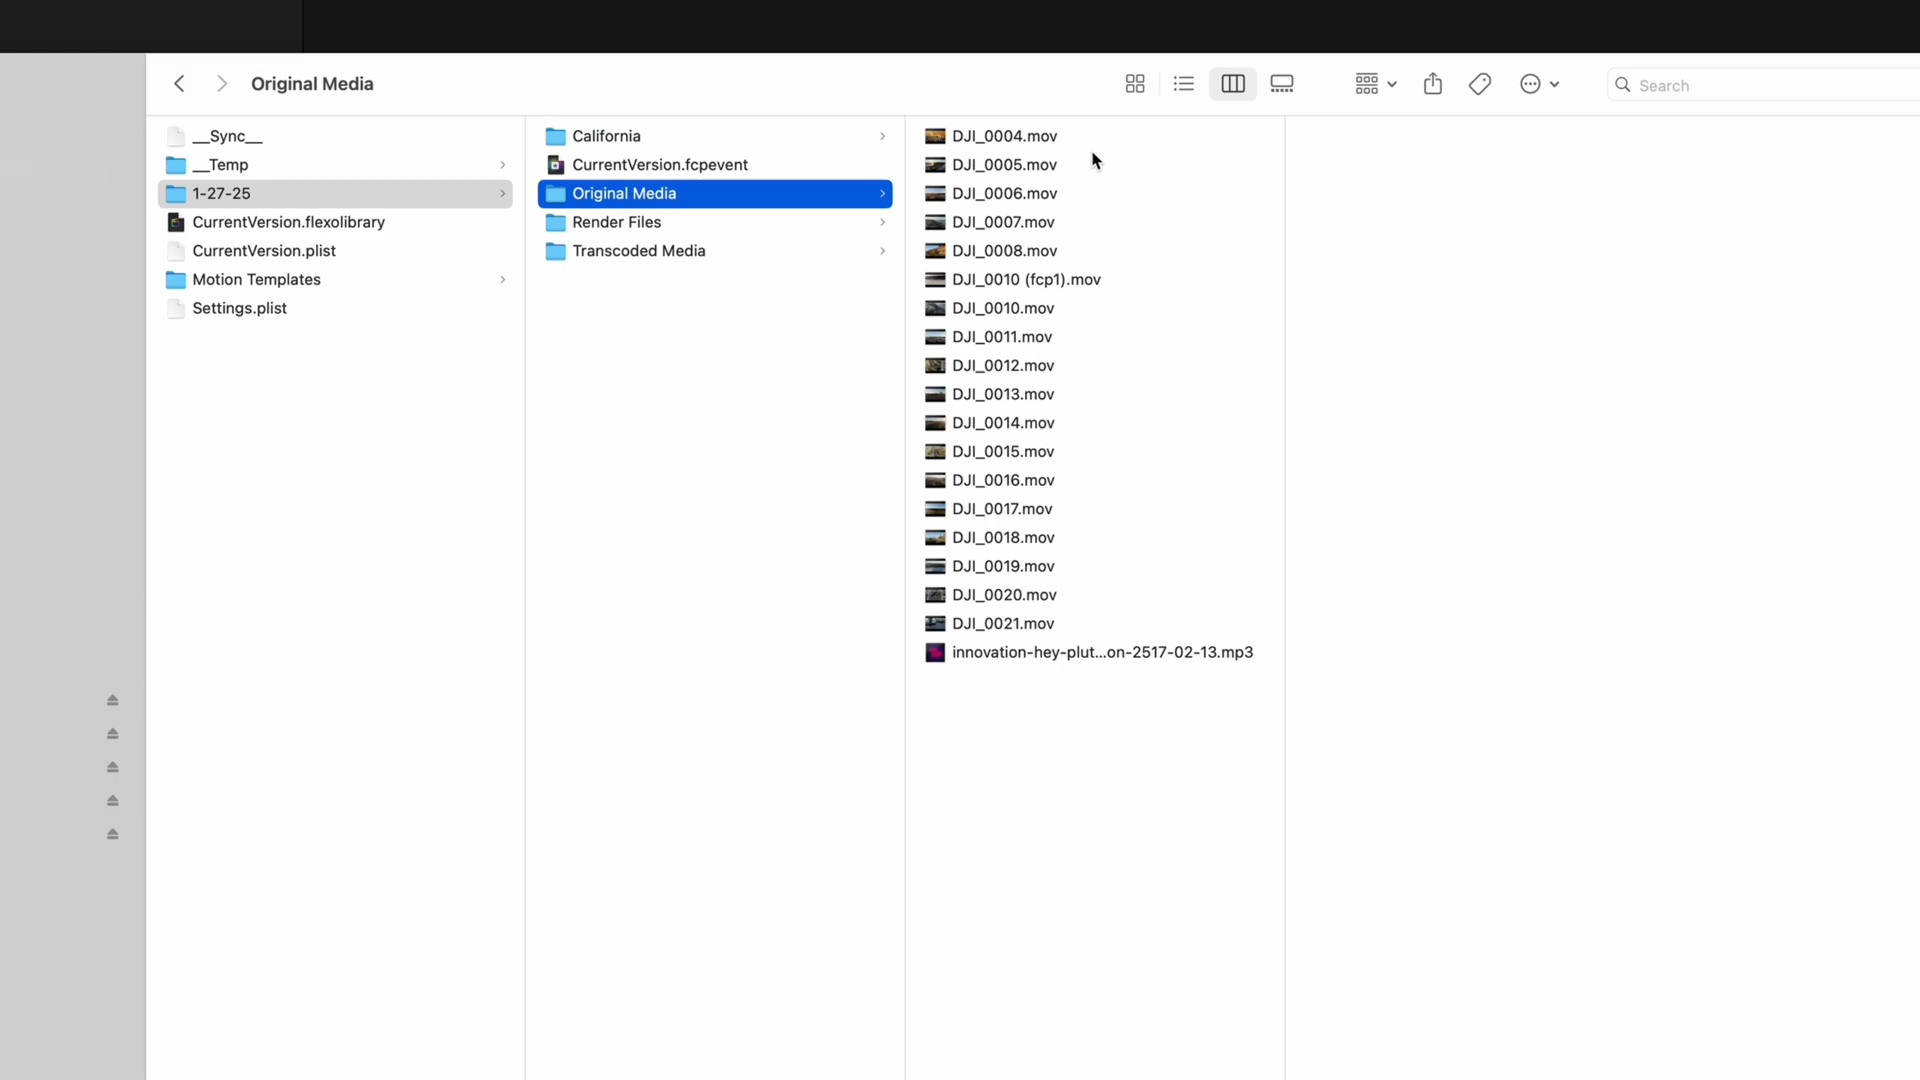 Original Media
Search
__Sync__
__Temp
1-27-25
CurrentVersion.flexolibrary
CurrentVersion.plist
Motion Templates
Settings.plist
California
CurrentVersion.fcpevent
Original Media
Render Files
Transcoded Media
DJI_0004.mov
DJI_0005.mov
DJI_0006.mov
DJI_0007.mov
DJI_0008.mov
DJI_0010 (fcp1).mov
DJI_0010.mov
DJI_0011.mov
DJI_0012.mov
DJI_0013.mov
DJI_0014.mov
DJI_0015.mov
DJI_0016.mov
DJI_0017.mov
DJI_0018.mov
DJI_0019.mov
DJI_0020.mov
DJI_0021.mov
innovation-hey-plut...on-2517-02-13.mp3